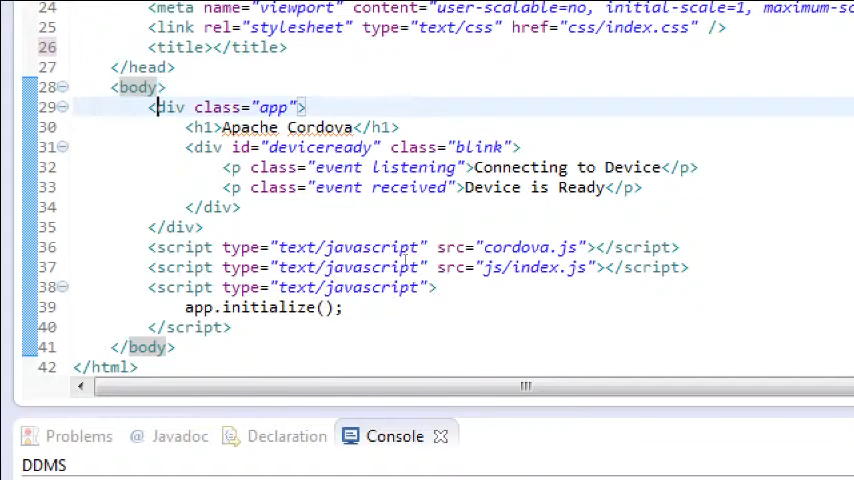 24 <meta name="viewport" content="user-scalable=no, initial-scale=1, maximum-sc
25 <link rel="stylesheet" type="text/css" href="css/index.css" />
26 <title></title>
27 </head>
28 <body>
29 <div class="app">
30 <h1>Apache Cordova</h1>
31 <div id="deviceready" class="blink">
32 <p class="event listening">Connecting to Device</p>
33 <p class="event received">Device is Ready</p>
34 </div>
35 </div>
36 <script type="text/javascript" src="cordova.js"></script>
37 <script type="text/javascript" src="js/index.js"></script>
38 <script type="text/javascript">
39 app.initialize();
40 </script>
41 </body>
42 </html>
Problems @ Javadoc Declaration Console
DDMS